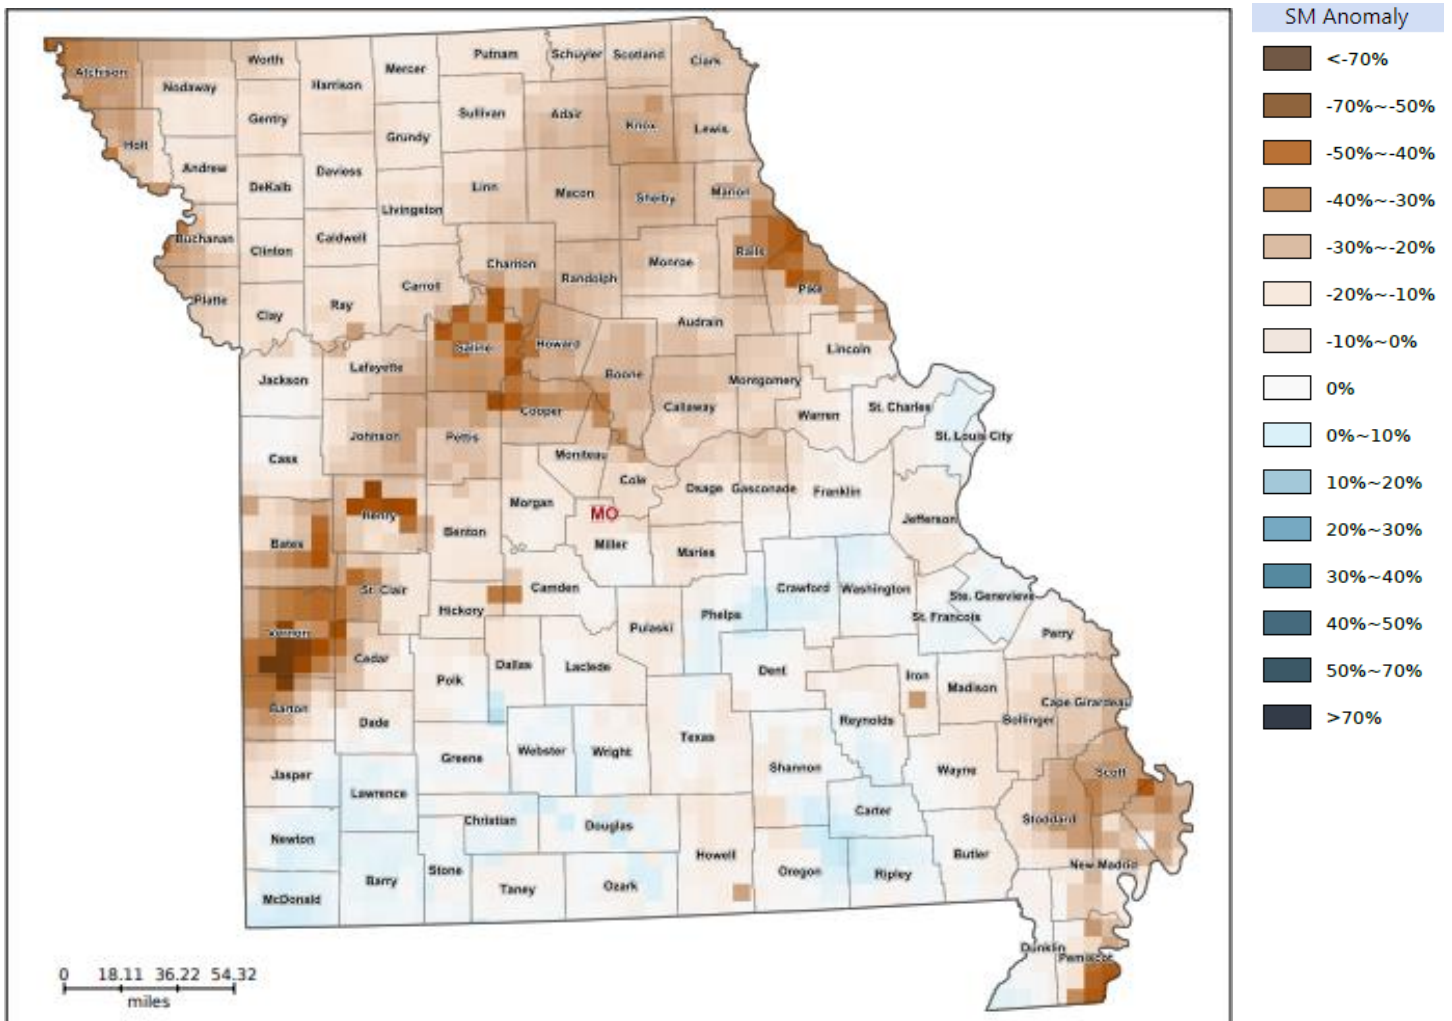 SM Anomaly
<-70%
-70%~-50%
-50%~-40%
-40%~-30%
-30%~-20%
-20%~-10%
-10%~0%
0%
0%~10%
10%~20%
20%~30%
30%~40%
40%~50%
50%~70%
>70%
Atchison
Nodaway
Worth
Harrison
Mercer
Putnam
Schuyler
Scotland
Clark
Gentry
Grundy
Sullivan
Adair
Knox
Lewis
Holt
Andrew
DeKalb
Daviess
Livingston
Linn
Macon
Shelby
Marion
Buchanan
Clinton
Caldwell
Carroll
Chariton
Randolph
Monroe
Ralls
Pike
Platte
Clay
Ray
Saline
Howard
Audrain
Lincoln
Jackson
Lafayette
Boone
Callaway
Montgomery
Warren
St. Charles
St. Louis City
Cass
Johnson
Pettis
Cooper
Moniteau
Cole
Osage
Gasconade
Franklin
Jefferson
Bates
Henry
Benton
Morgan
MO
Miller
Maries
St. Clair
Hickory
Camden
Pulaski
Phelps
Crawford
Washington
Ste. Genevieve
St. Francois
Perry
Vernon
Cedar
Polk
Dallas
Laclede
Dent
Iron
Madison
Bollinger
Cape Girardeau
Barton
Dade
Greene
Webster
Wright
Texas
Shannon
Reynolds
Wayne
Scott
Stoddard
Jasper
Lawrence
Christian
Douglas
Howell
Carter
Butler
New Madrid
Newton
McDonald
Barry
Stone
Taney
Ozark
Oregon
Ripley
Dunklin
Pemiscot
0 18.11 36.22 54.32
miles